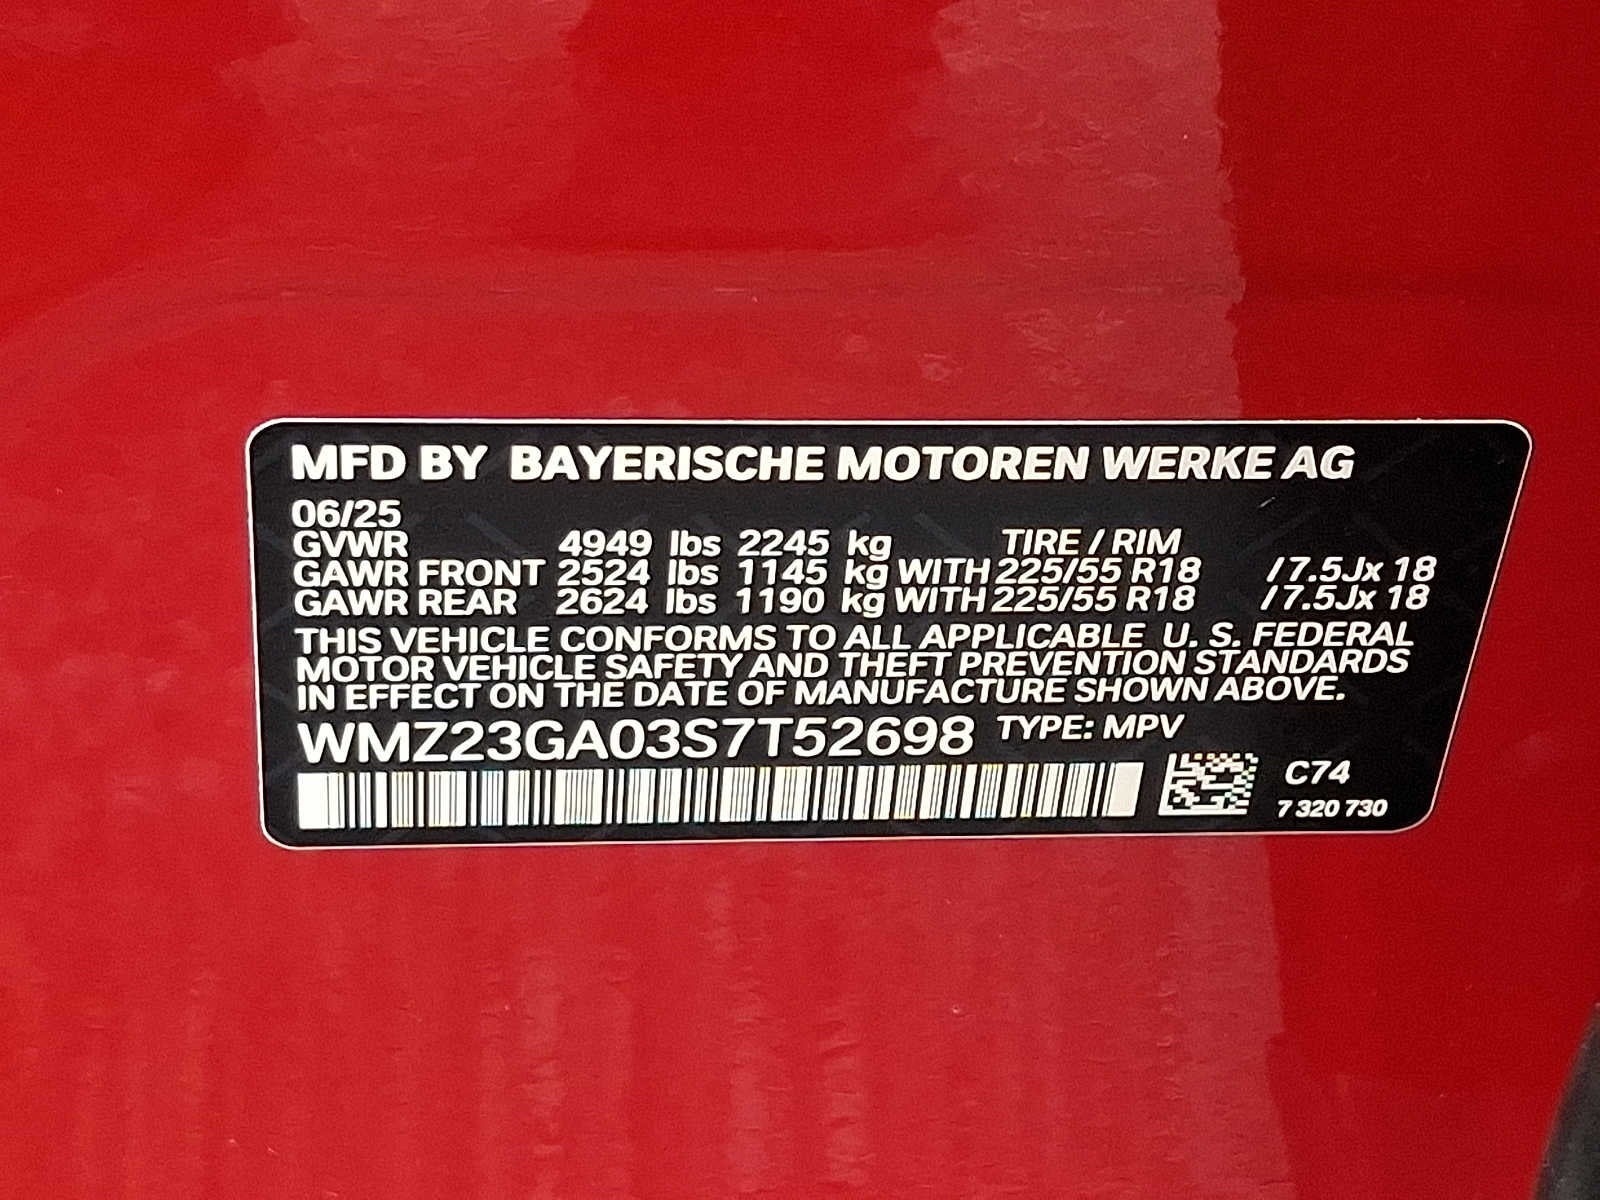 MFD BY BAYERISCHE MOTOREN WERKE AG
06/25
GVWR 4949 lbs 2245 kg TIRE / RIM
GAWR FRONT 2524 lbs 1145 kg WITH 225/55 R18 / 7.5Jx 18
GAWR REAR 2624 lbs 1190 kg WITH 225/55 R18 / 7.5Jx 18
THIS VEHICLE CONFORMS TO ALL APPLICABLE U. S. FEDERAL
MOTOR VEHICLE SAFETY AND THEFT PREVENTION STANDARDS
IN EFFECT ON THE DATE OF MANUFACTURE SHOWN ABOVE.
WMZ23GA03S7T52698 TYPE: MPV
C74
7 320 730